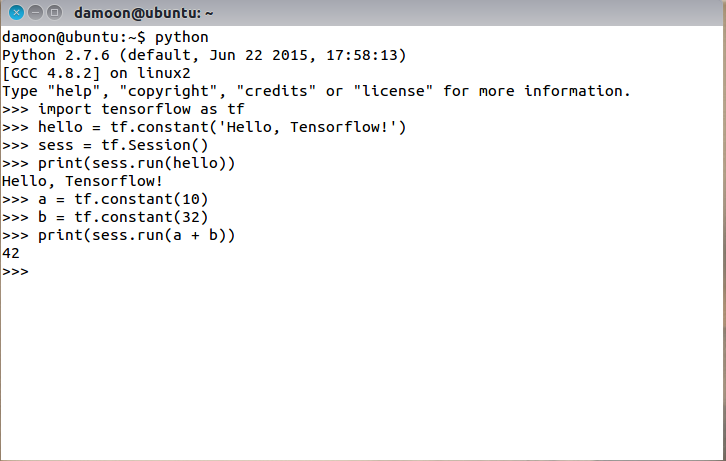 damoon@ubuntu: ~
damoon@ubuntu:~$ python
Python 2.7.6 (default, Jun 22 2015, 17:58:13)
[GCC 4.8.2] on linux2
Type "help", "copyright", "credits" or "license" for more information.
>>> import tensorflow as tf
>>> hello = tf.constant('Hello, Tensorflow!')
>>> sess = tf.Session()
>>> print(sess.run(hello))
Hello, Tensorflow!
>>> a = tf.constant(10)
>>> b = tf.constant(32)
>>> print(sess.run(a + b))
42
>>>